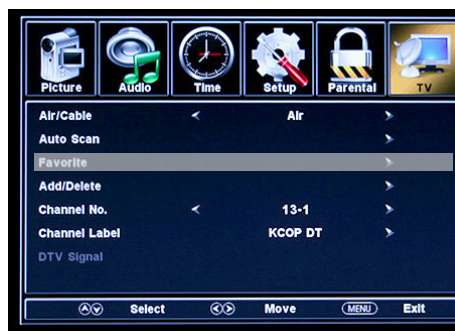 Picture Audio Time Setup Parental TV
Air/Cable Air
Auto Scan
Favorite
Add/Delete
Channel No. 13-1
Channel Label KCOP DT
DTV Signal
Select Move MENU Exit